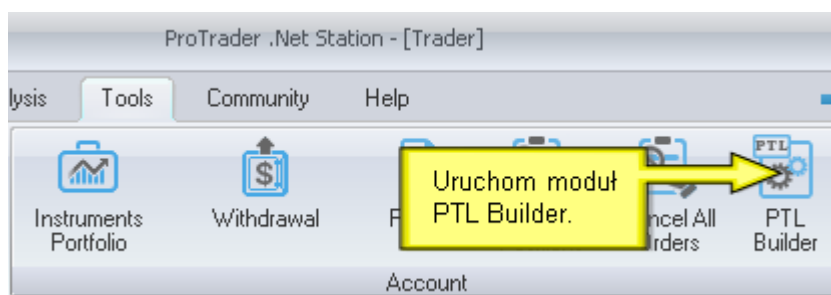 ProTrader .Net Station - [Trader]
lysis Tools Community Help
PTL
Uruchom moduł
PTL Builder.
Instruments
Portfolio
Withdrawal
ncel All
rders
PTL
Builder
Account